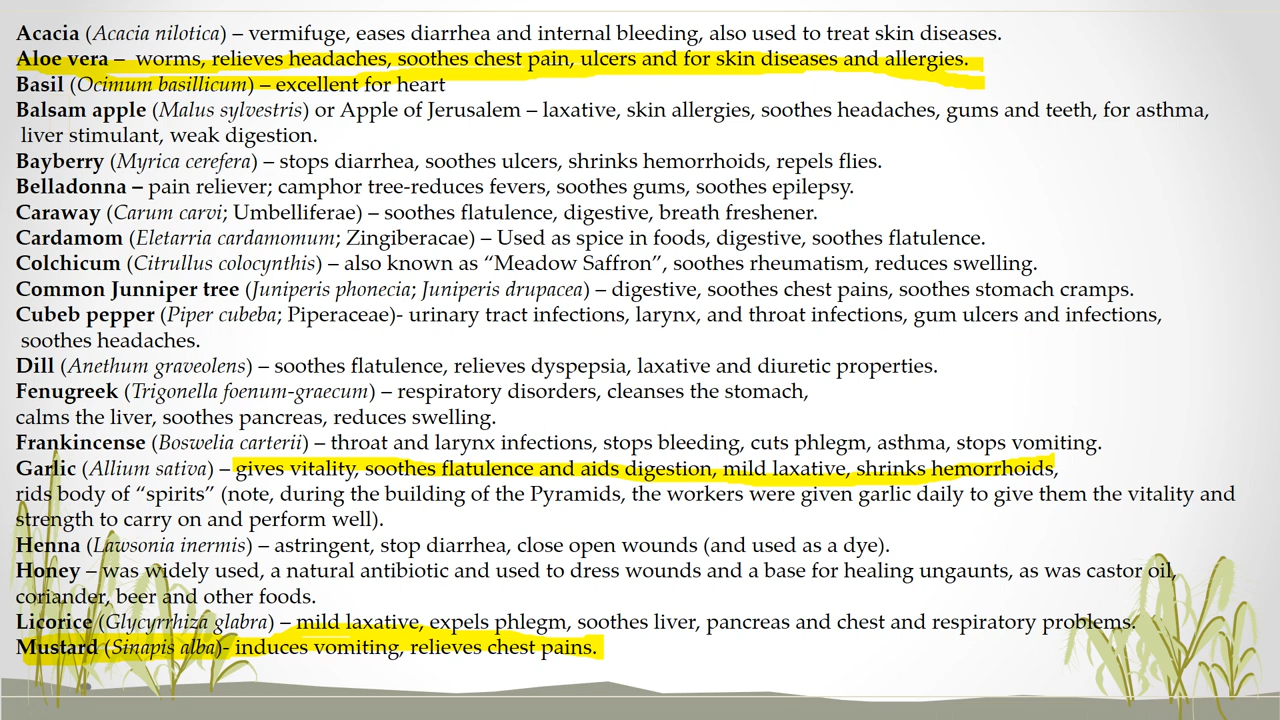 Acacia (Acacia nilotica) – vermifuge, eases diarrhea and internal bleeding, also used to treat skin diseases.
Aloe vera – worms, relieves headaches, soothes chest pain, ulcers and for skin diseases and allergies.
Basil (Ocimum basillicum) – excellent for heart
Balsam apple (Malus sylvestris) or Apple of Jerusalem – laxative, skin allergies, soothes headaches, gums and teeth, for asthma,
liver stimulant, weak digestion.
Bayberry (Myrica cerefera) – stops diarrhea, soothes ulcers, shrinks hemorrhoids, repels flies.
Belladonna – pain reliever; camphor tree-reduces fevers, soothes gums, soothes epilepsy.
Caraway (Carum carvi; Umbelliferae) – soothes flatulence, digestive, breath freshener.
Cardamom (Eletarria cardamomum; Zingiberacae) – Used as spice in foods, digestive, soothes flatulence.
Colchicum (Citrullus colocynthis) – also known as “Meadow Saffron”, soothes rheumatism, reduces swelling.
Common Junniper tree (Juniperis phonecia; Juniperis drupacea) – digestive, soothes chest pains, soothes stomach cramps.
Cubeb pepper (Piper cubeba; Piperaceae)- urinary tract infections, larynx, and throat infections, gum ulcers and infections,
soothes headaches.
Dill (Anethum graveolens) – soothes flatulence, relieves dyspepsia, laxative and diuretic properties.
Fenugreek (Trigonella foenum-graecum) – respiratory disorders, cleanses the stomach,
calms the liver, soothes pancreas, reduces swelling.
Frankincense (Boswelia carterii) – throat and larynx infections, stops bleeding, cuts phlegm, asthma, stops vomiting.
Garlic (Allium sativa) – gives vitality, soothes flatulence and aids digestion, mild laxative, shrinks hemorrhoids,
rids body of “spirits” (note, during the building of the Pyramids, the workers were given garlic daily to give them the vitality and
strength to carry on and perform well).
Henna (Lawsonia inermis) – astringent, stop diarrhea, close open wounds (and used as a dye).
Honey – was widely used, a natural antibiotic and used to dress wounds and a base for healing ungaunts, as was castor oil,
coriander, beer and other foods.
Licorice (Glycyrrhiza glabra) – mild laxative, expels phlegm, soothes liver, pancreas and chest and respiratory problems.
Mustard (Sinapis alba)- induces vomiting, relieves chest pains.